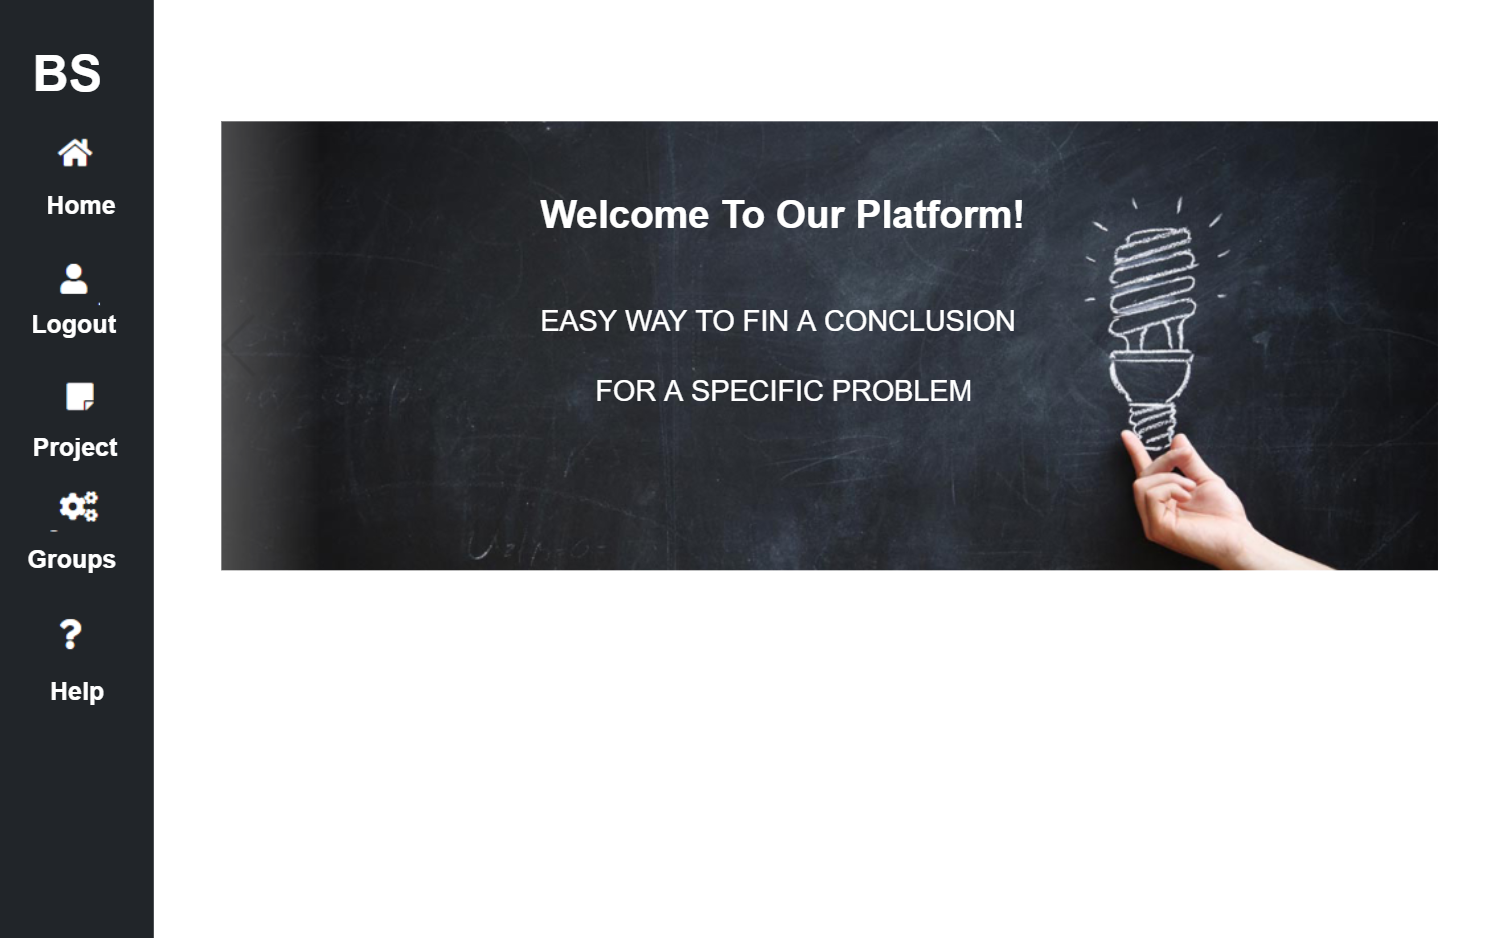 BS
Home
Logout
Project
Groups
Help
Welcome To Our Platform!
EASY WAY TO FIN A CONCLUSION
FOR A SPECIFIC PROBLEM